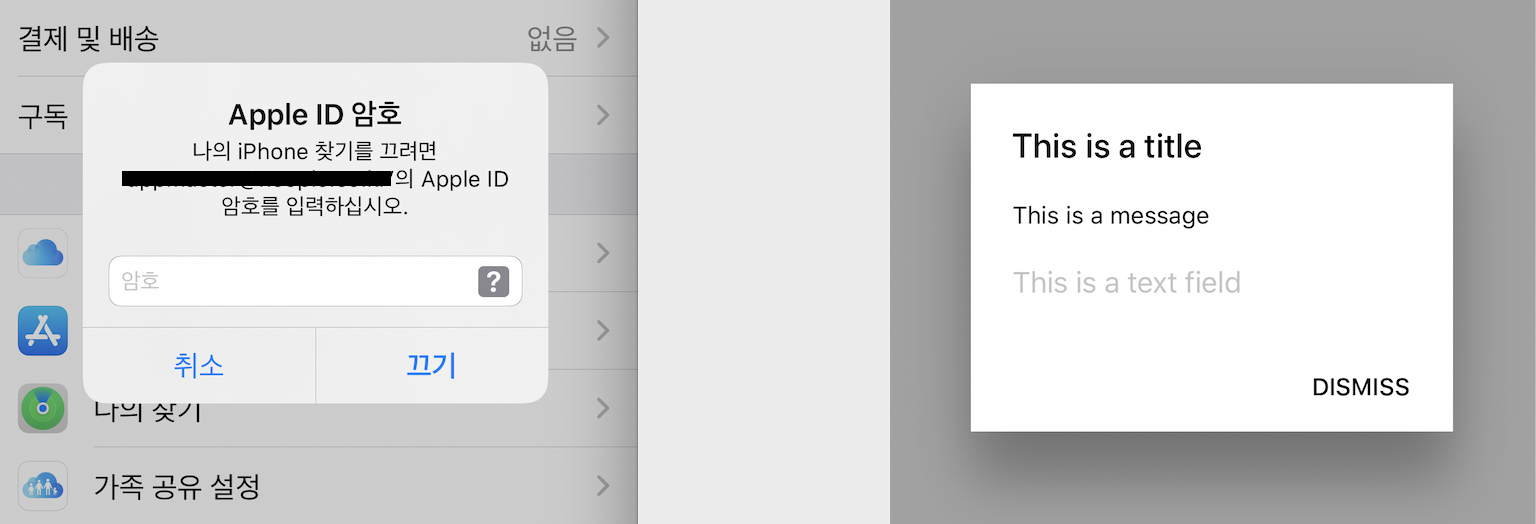 결제 및 배송
없음
구독
Apple ID 암호
나의 iPhone 찾기를 끄려면
의 Apple ID
암호를 입력하십시오.
암호
?
취소
끄기
나의 찾기
가족 공유 설정
This is a title
This is a message
This is a text field
DISMISS